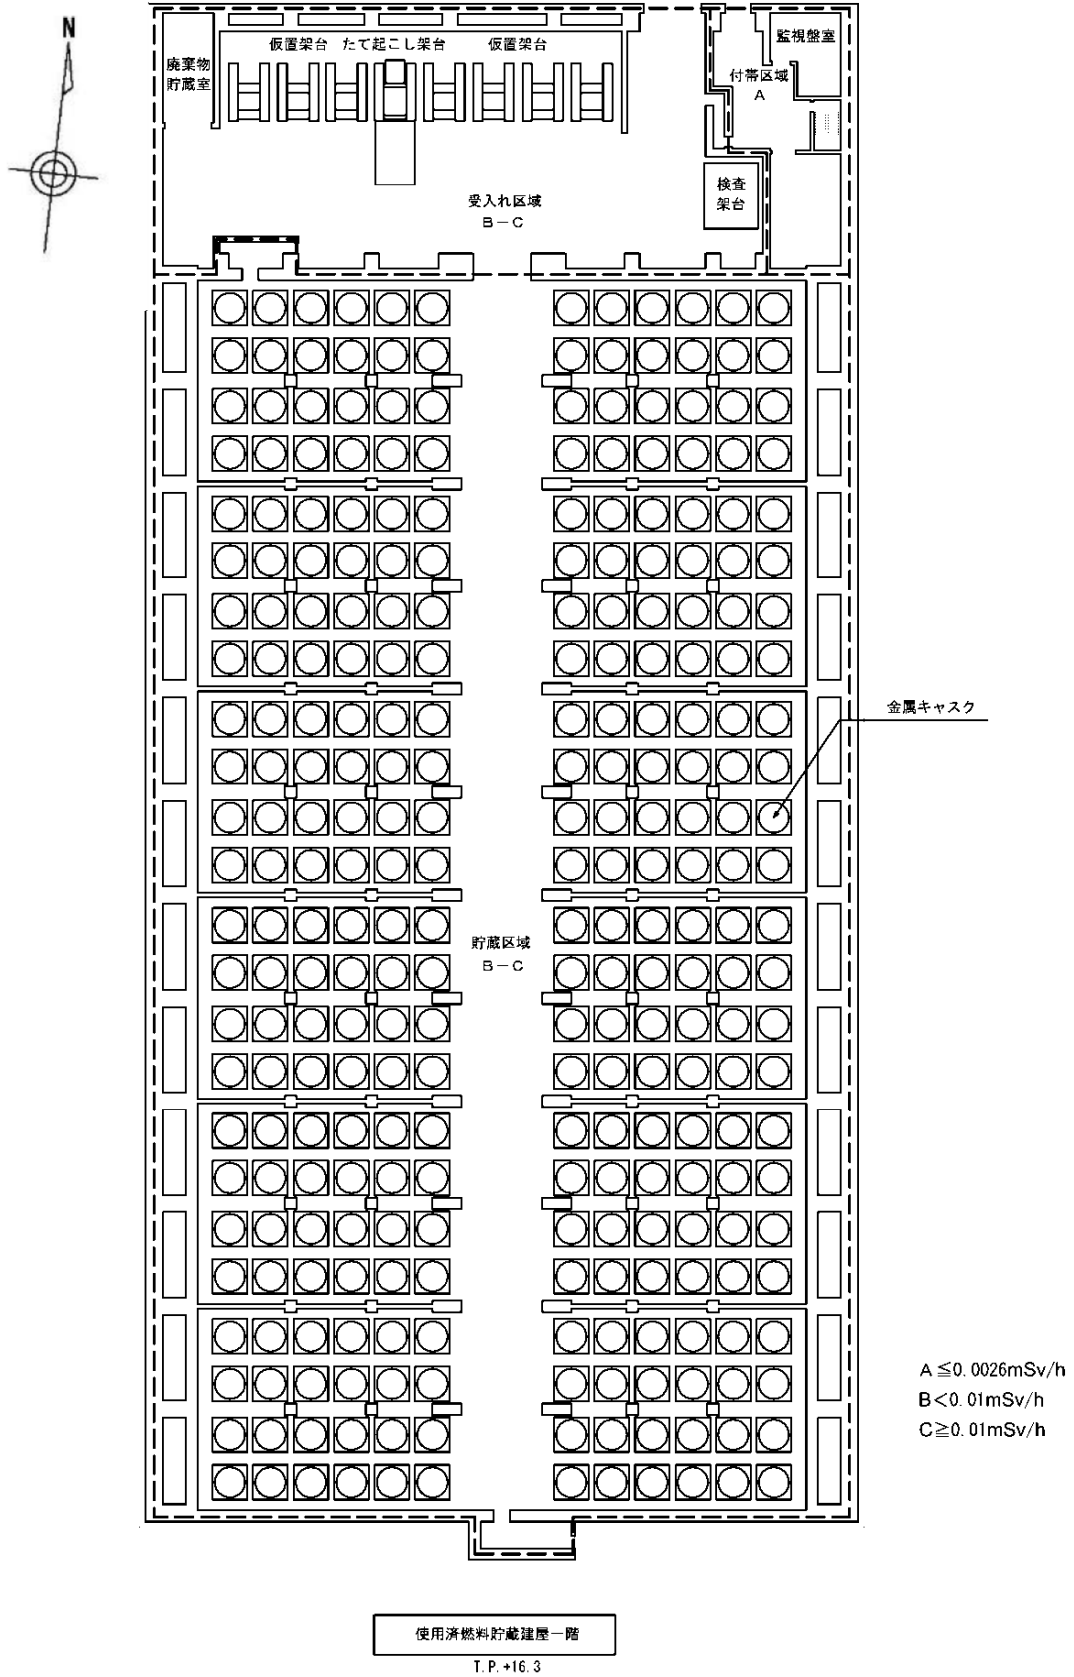 N
仮置架台 たて起こし架台 仮置架台
監視盤室
廃棄物
貯蔵室
付帯区域
A
検査
架台
受入れ区域
B－C
金属キャスク
貯蔵区域
B－C
A≦0.0026mSv/h
B＜0.01mSv/h
C≧0.01mSv/h
使用済燃料貯蔵建屋一階
T.P.+16.3